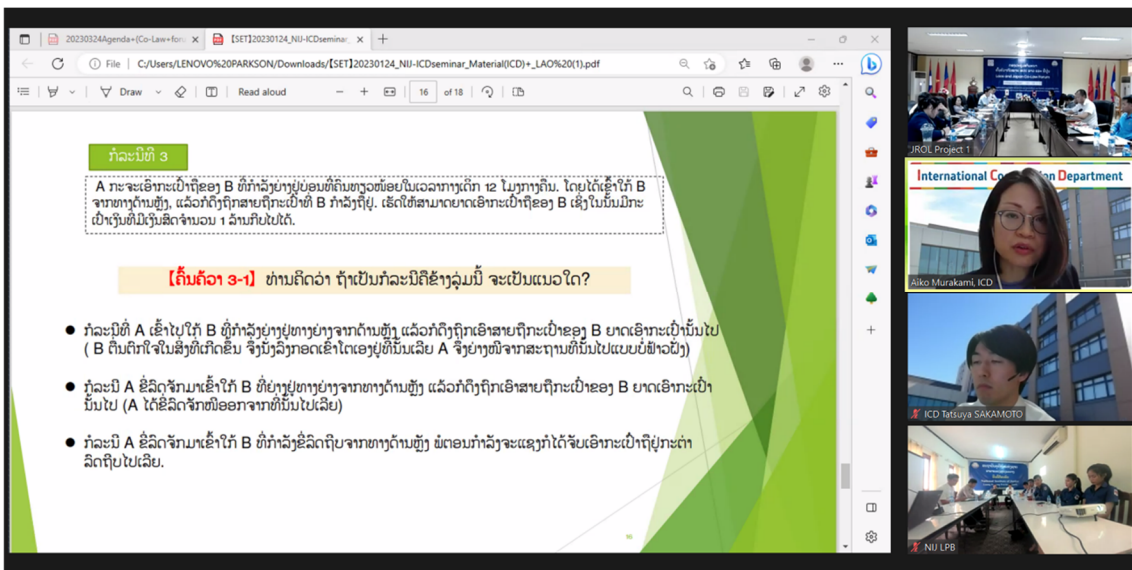 20230324Agenda+(Co-Law+for
【SET】20230124_NIJ-ICDseminar
File
C:/Users/LENOVO%20PARKSON/Downloads/【SET】20230124_NIJ-ICDseminar_Material(ICD)+_LAO%20(1).pdf
Draw
Read aloud
16 of 18
ກໍລະນີທີ 3
A ກະຈະເອົາກະເປົາຖືຂອງ B ທີ່ກຳລັງຍ່າງຢູ່ບ່ອນທີ່ຄົນທຽວໜ້ອຍໃນເວລາກາງເດິກ 12 ໂມງກາງຄືນ. ໂດຍໄດ້ເຂົ້າໃກ້ B
ຈາກທາງດ້ານຫຼັງ, ແລ້ວກໍດຶງຖຶກສາຍຖືກະເປົາທີ່ B ກຳລັງຖືຢູ່. ເຮັດໃຫ້ສາມາດຍາດເອົາກະເປົາຖືຂອງ B ເຊິ່ງໃນນັ້ນມີກະ
ເປົາເງິນທີ່ມີເງິນສົດຈຳນວນ 1 ລ້ານກີບໄປໄດ້.
【ຄົ້ນຄ້ວາ 3-1】 ທ່ານຄິດວ່າ ຖ້າເປັນກໍລະນີຄືຂ້າງລຸ່ມນີ້ ຈະເປັນແນວໃດ?
● ກໍລະນີທີ່ A ເຂົ້າໄປໃກ້ B ທີ່ກຳລັງຍ່າງຢູ່ທາງຍ່າງຈາກດ້ານຫຼັງ ແລ້ວກໍດຶງຖຶກເອົາສາຍຖືກະເປົາຂອງ B ຍາດເອົາກະເປົານັ້ນໄປ
( B ຕື່ນຕົກໃຈໃນສິ່ງທີ່ເກີດຂຶ້ນ ຈຶ່ງນັ່ງລົງກອດເຂົ່າໂຕເອງຢູ່ທີ່ນັ້ນເລີຍ A ຈຶ່ງຍ່າງໜີຈາກສະຖານທີ່ນັ້ນໄປແບບບໍ່ຟ້າວຝັ່ງ)
● ກໍລະນີ A ຂີ່ລົດຈັກມາເຂົ້າໃກ້ B ທີ່ຍ່າງຢູ່ທາງຍ່າງຈາກທາງດ້ານຫຼັງ ແລ້ວກໍດຶງຖຶກເອົາສາຍຖືກະເປົາຂອງ B ຍາດເອົາກະເປົາ
ນັ້ນໄປ (A ໄດ້ຂີ່ລົດຈັກໜີອອກຈາກທີ່ນັ້ນໄປເລີຍ)
● ກໍລະນີ A ຂີ່ລົດຈັກມາເຂົ້າໃກ້ B ທີ່ກຳລັງຂີ່ລົດຖີບຈາກທາງດ້ານຫຼັງ ພໍຕອນກຳລັງຈະແຊງກໍໄດ້ຈັບເອົາກະເປົາຖືຢູ່ກະຕ່າ
ລົດຖີບໄປເລີຍ.
16
JROL Project 1
International Department
Aiko Murakami, ICD
ICD Tatsuya SAKAMOTO
NIJ LPB